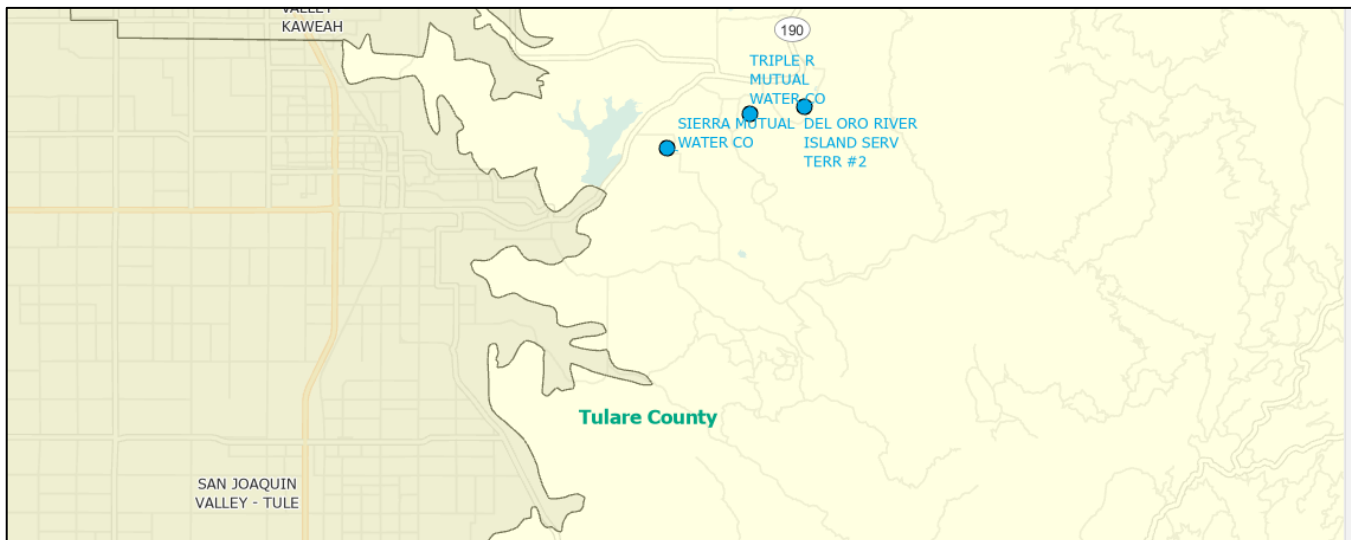 VALLEY
KAWEAH
190
TRIPLE R
MUTUAL
WATER CO
SIERRA MUTUAL
WATER CO
DEL ORO RIVER
ISLAND SERV
TERR #2
Tulare County
SAN JOAQUIN
VALLEY - TULE